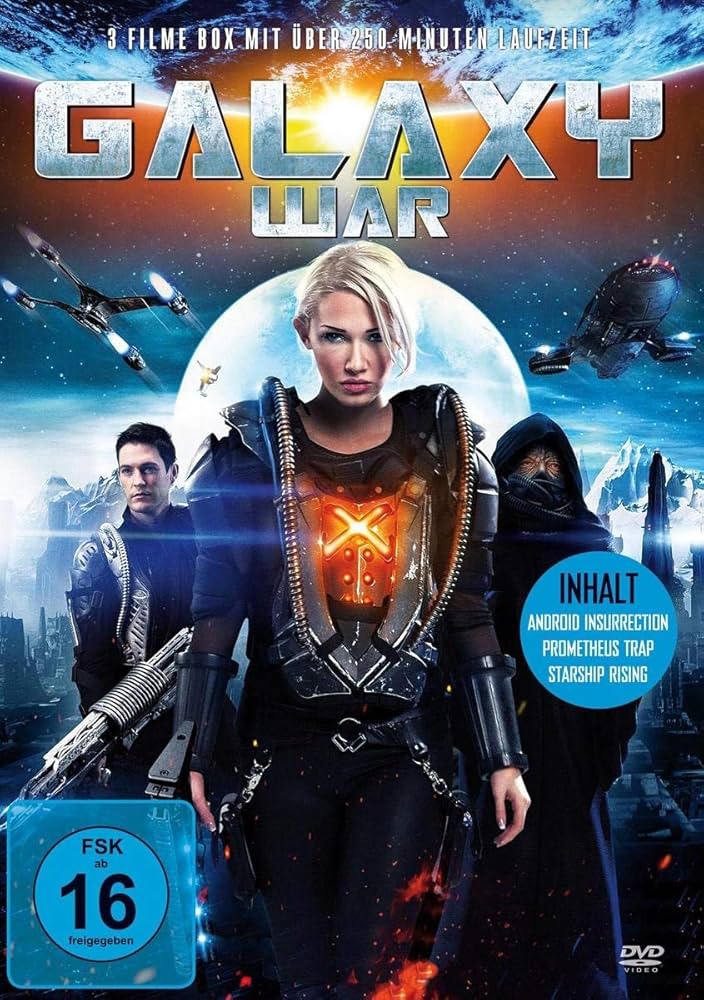 3 FILME BOX MIT ÜBER 250 MINUTEN LAUFZEIT
GALAXY
WAR
INHALT
ANDROID INSURRECTION
PROMETHEUS TRAP
STARSHIP RISING
FSK
ab
16
freigegeben
DVD
VIDEO